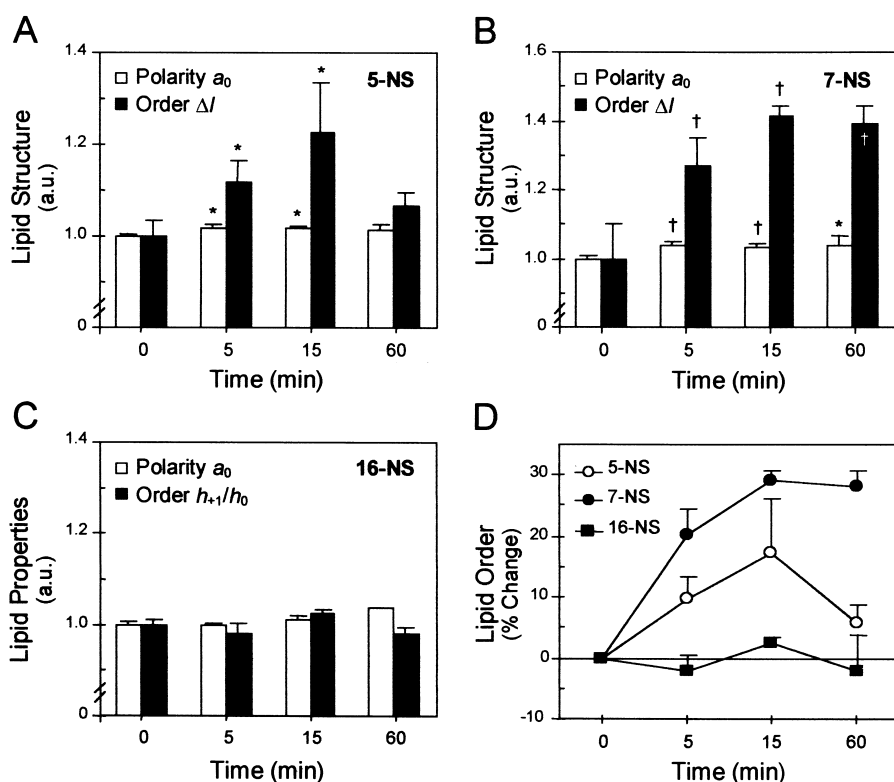 A
1.4
1.2
1.0
0
Lipid Structure
(a.u.)
Polarity a₀
Order Δl
5-NS
*
*
*
*
0
5
15
60
Time (min)
B
1.6
1.4
1.2
1.0
0
Lipid Structure
(a.u.)
Polarity a₀
Order Δl
7-NS
†
†
†
†
*
†
0
5
15
60
Time (min)
C
1.4
1.2
1.0
0
Lipid Properties
(a.u.)
Polarity a₀
Order h₊₁/h₀
16-NS
0
5
15
60
Time (min)
D
30
20
10
0
-10
Lipid Order
(% Change)
5-NS
7-NS
16-NS
0
5
15
60
Time (min)